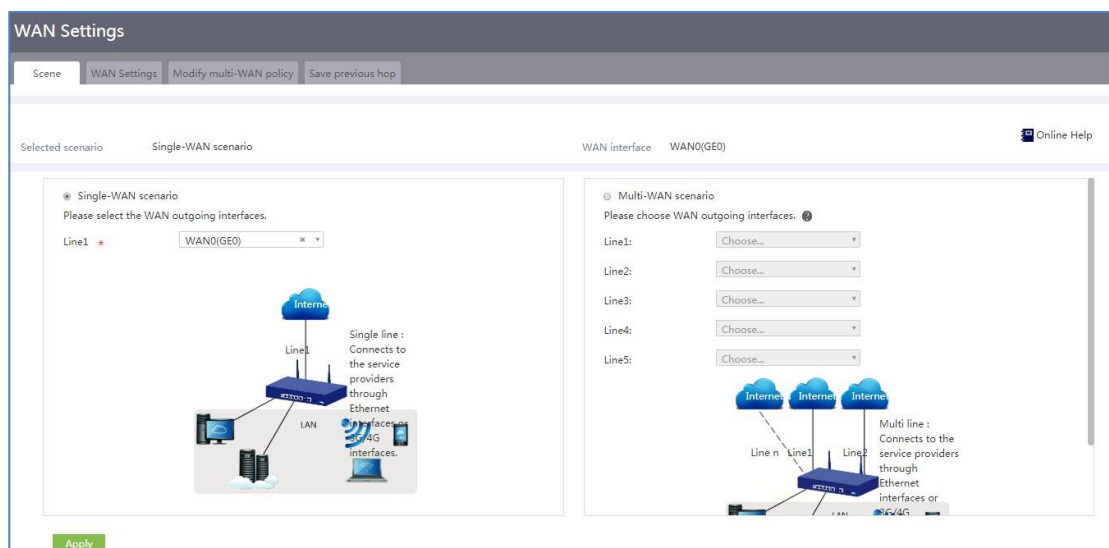 WAN Settings
Scene
WAN Settings
Modify multi-WAN policy
Save previous hop
Online Help
Selected scenario
Single-WAN scenario
WAN interface
WAN0(GE0)
Single-WAN scenario
Please select the WAN outgoing interfaces.
Line1 *
WAN0(GE0)
Interne
Line1
Single line :
Connects to
the service
providers
through
Ethernet
interfaces or
3G/4G
interfaces.
LAN
Multi-WAN scenario
Please choose WAN outgoing interfaces.
Line1:
Choose...
Line2:
Choose...
Line3:
Choose...
Line4:
Choose...
Line5:
Choose...
Internet
Internet
Internet
Line n
Line1
Line2
Multi line :
Connects to the
service providers
through
Ethernet
interfaces or
3G/4G
LAN
Apply